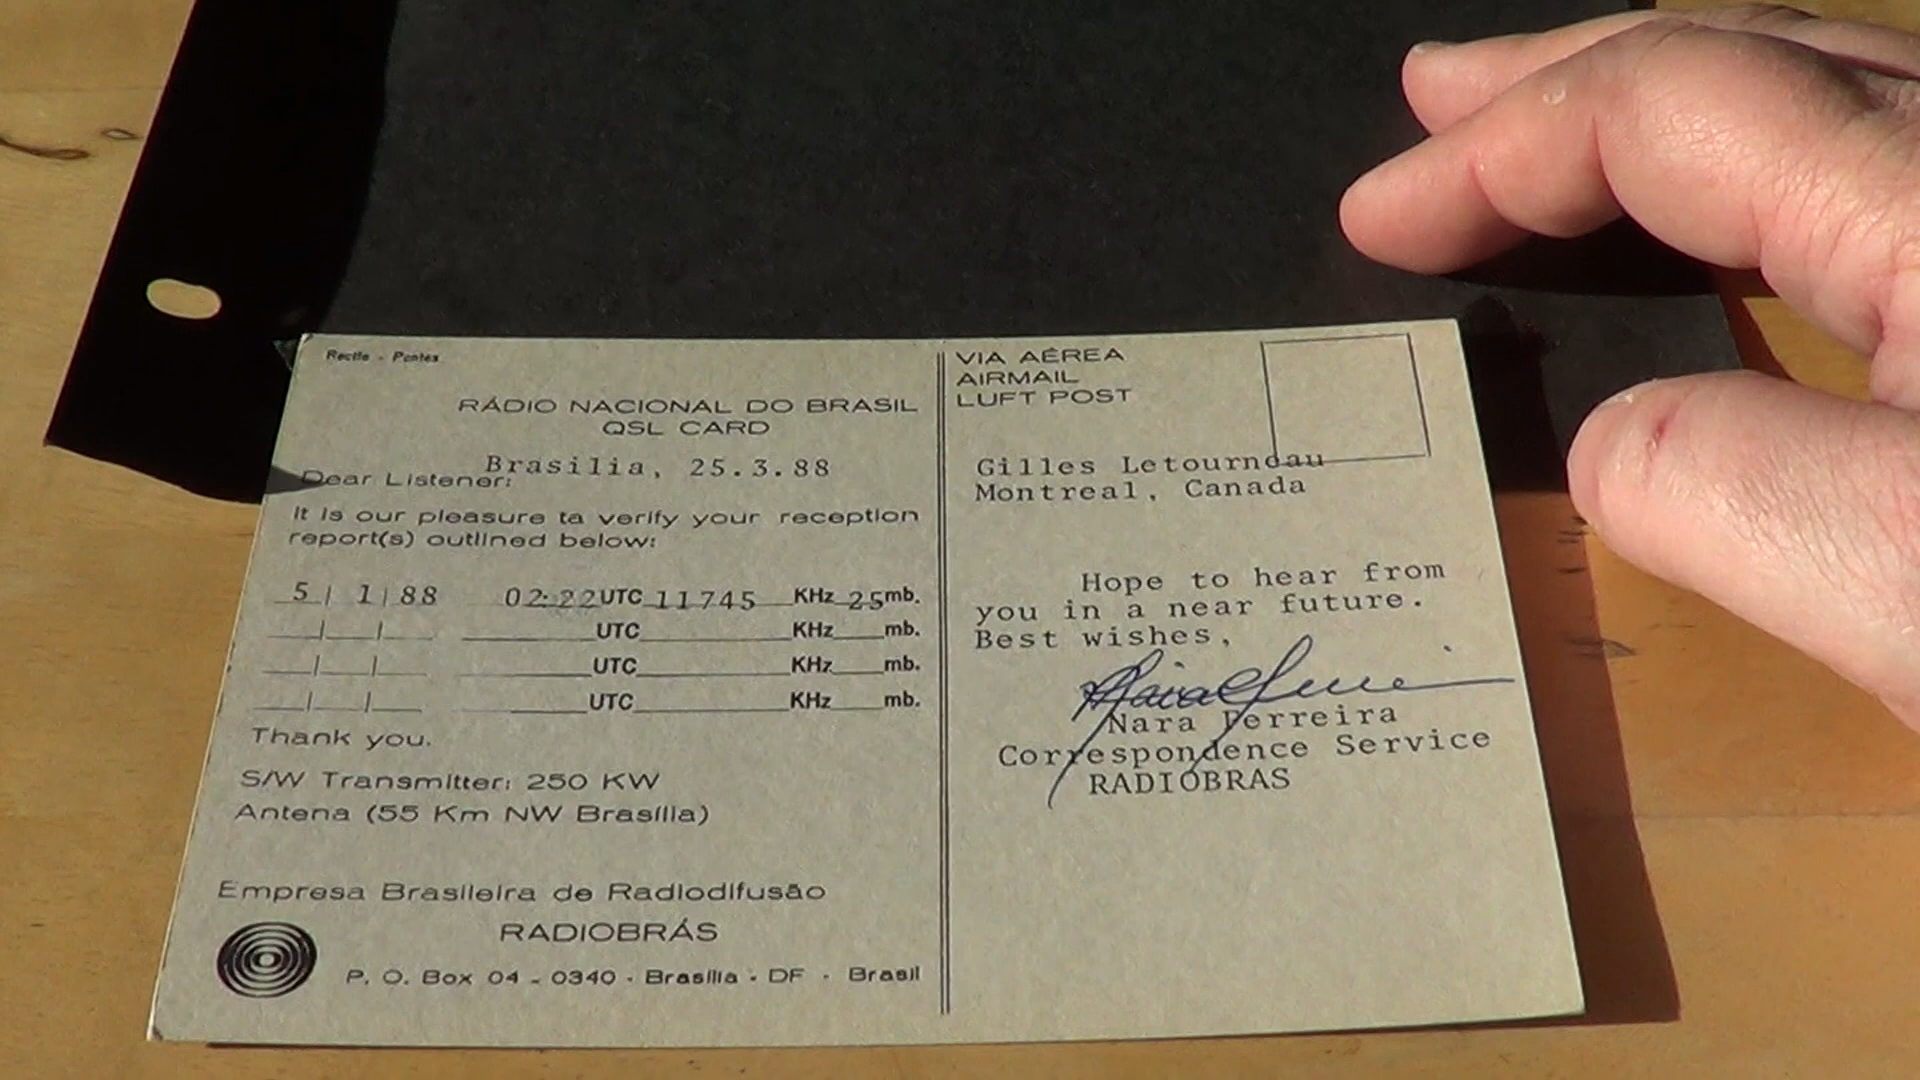 Recife - Pontes
RÁDIO NACIONAL DO BRASIL
QSL CARD
Brasilia, 25.3.88
Dear Listener:
It is our pleasure ta verify your reception
report(s) outlined below:
5 / 1 / 88 02:22 UTC 11745 KHz 25 mb.
/ / UTC KHz mb.
/ / UTC KHz mb.
/ / UTC KHz mb.
Thank you.
S/W Transmitter: 250 KW
Antena (55 Km NW Brasília)
Empresa Brasileira de Radiodifusão
RADIOBRÁS
P. O. Box 04 - 0340 - Brasília - DF - Brasil
VIA AÉREA
AIRMAIL
LUFT POST
Gilles Letourneau
Montreal, Canada
Hope to hear from
you in a near future.
Best wishes,
Nara Ferreira
Correspondence Service
RADIOBRAS